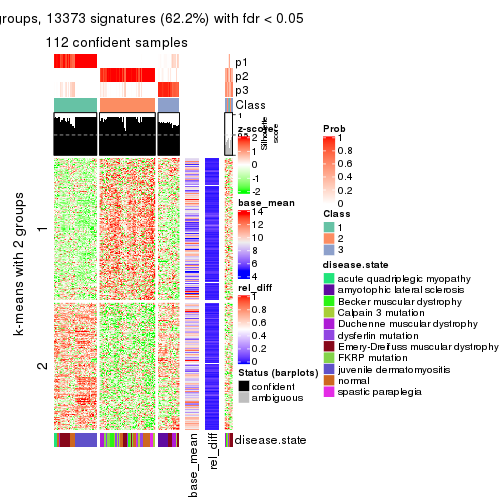 groups, 13373 signatures (62.2%) with fdr < 0.05
112 confident samples
p1
p2
p3
Class
1
Silhouette
score
z-score
2
1
0
-1
-2
base_mean
14
12
10
8
6
4
rel_diff
1
0.8
0.6
0.4
0.2
0
Status (barplots)
confident
ambiguous
Prob
1
0.8
0.6
0.4
0.2
0
Class
1
2
3
disease.state
acute quadriplegic myopathy
amyotophic lateral sclerosis
Becker muscular dystrophy
Calpain 3 mutation
Duchenne muscular dystrophy
dysferlin mutation
Emery-Dreifuss muscular dystrophy
FKRP mutation
juvenile dermatomyositis
normal
spastic paraplegia
k-means with 2 groups
1
2
disease.state
base_mean
rel_diff